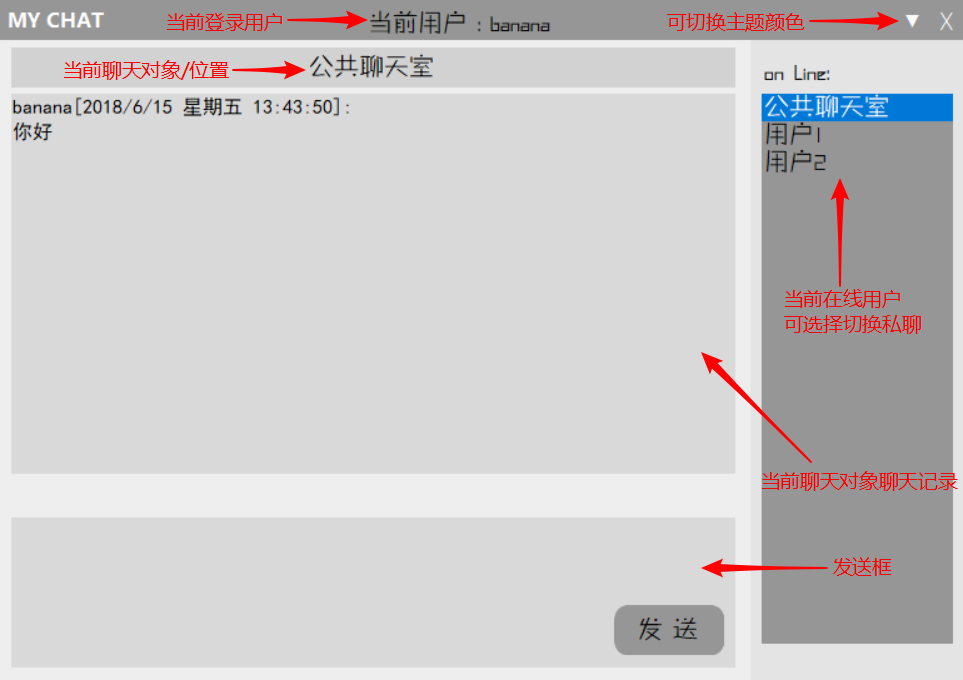 MY CHAT
当前登录用户
当前用户 : banana
可切换主题颜色
▼
X
当前聊天对象/位置
公共聊天室
on Line:
banana[2018/6/15 星期五 13:43:50]:
你好
公共聊天室
用户1
用户2
当前在线用户
可选择切换私聊
当前聊天对象聊天记录
发送框
发 送